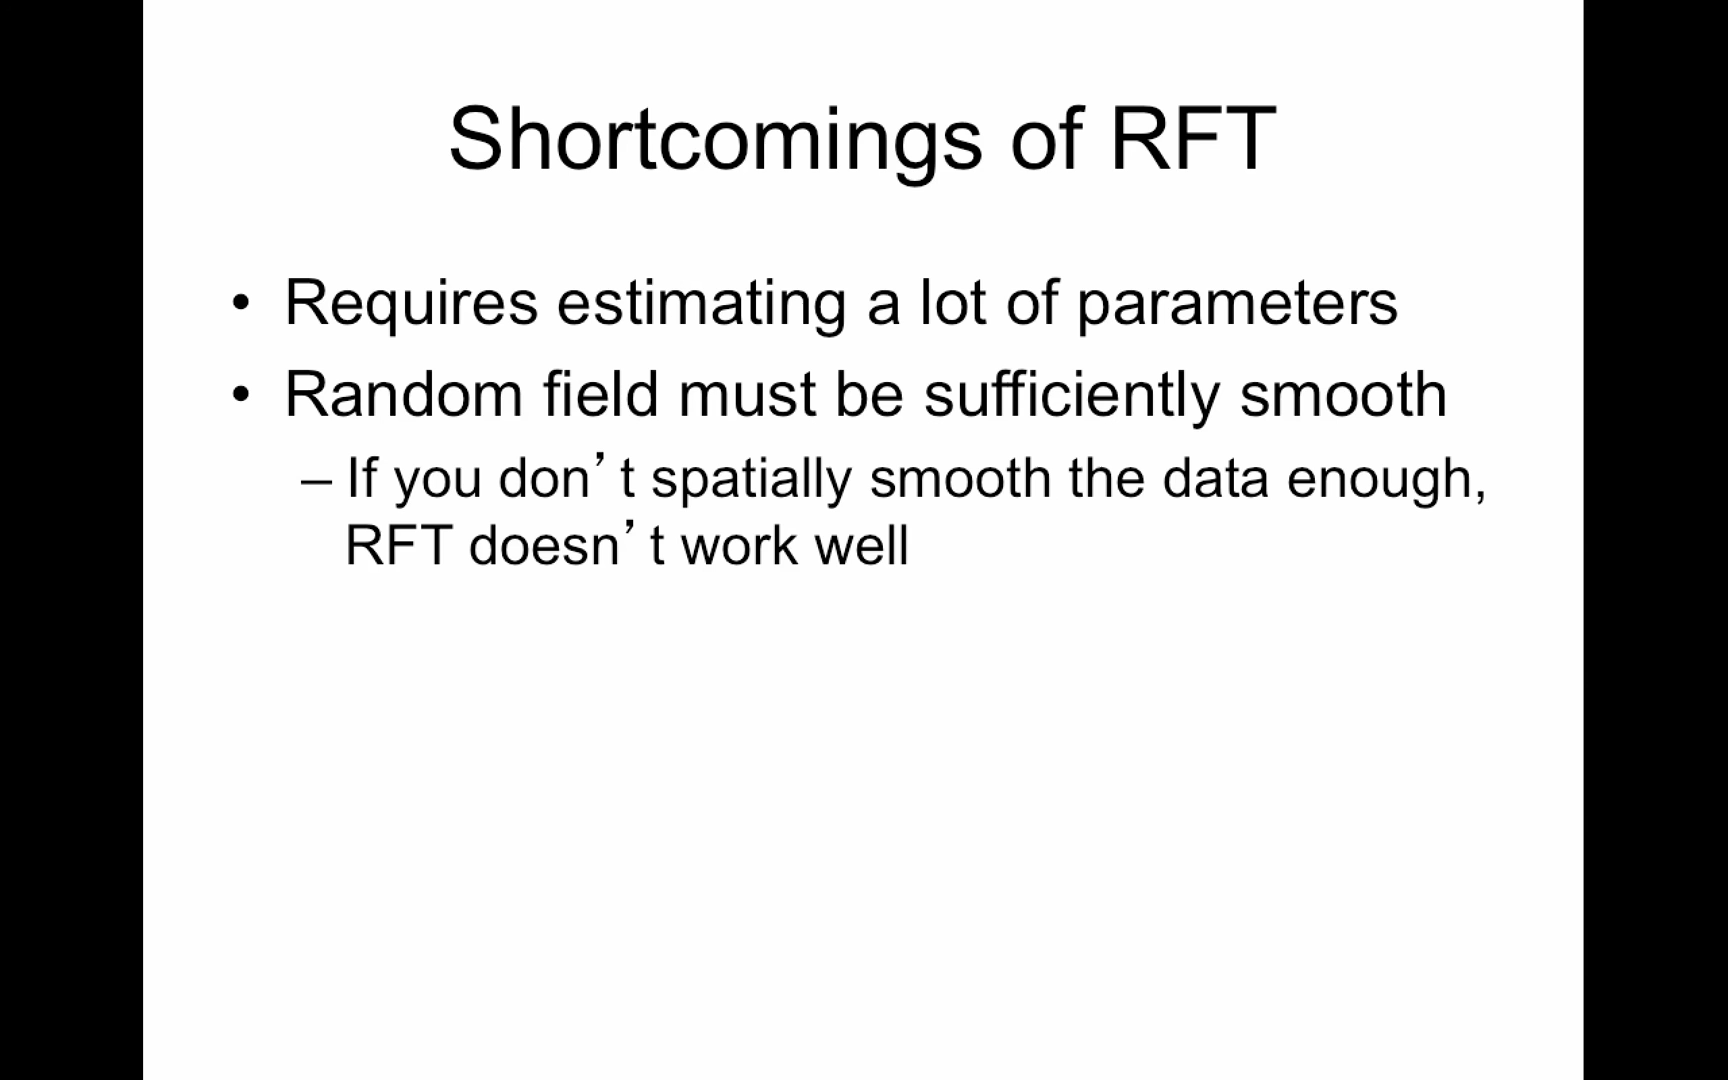 Shortcomings of RFT
• Requires estimating a lot of parameters
• Random field must be sufficiently smooth
– If you don’t spatially smooth the data enough,
RFT doesn’t work well